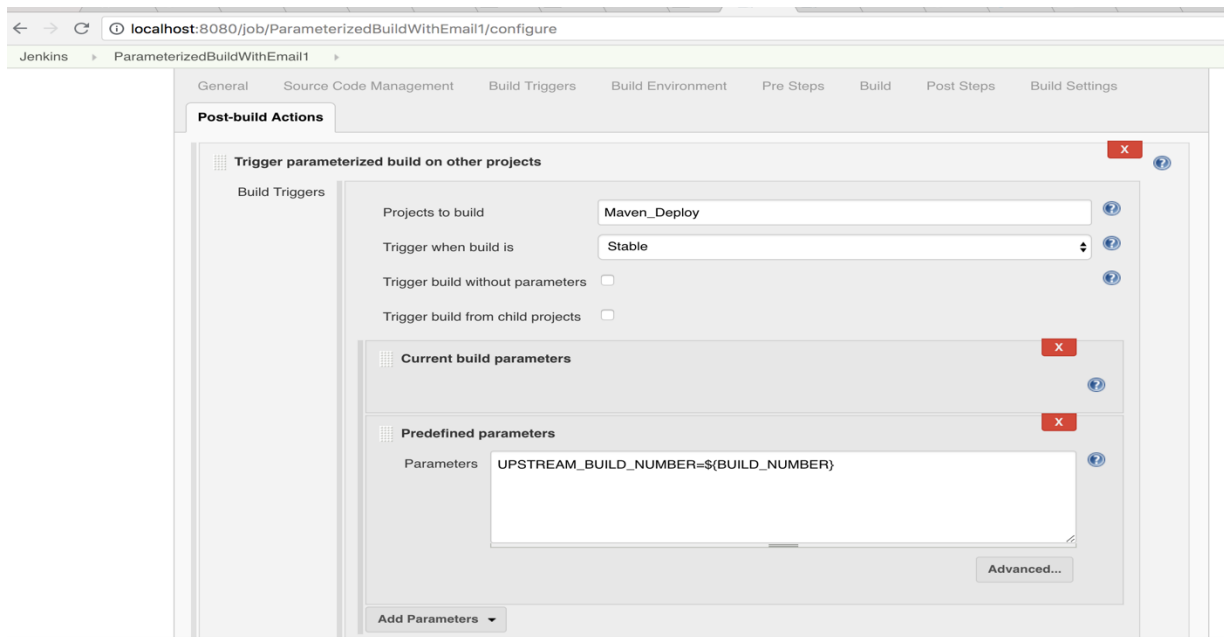 localhost:8080/job/ParameterizedBuildWithEmail1/configure
Jenkins ParameterizedBuildWithEmail1
General Source Code Management Build Triggers Build Environment Pre Steps Build Post Steps Build Settings
Post-build Actions
Trigger parameterized build on other projects X ?
Build Triggers
Projects to build Maven_Deploy ?
Trigger when build is Stable ?
Trigger build without parameters ?
Trigger build from child projects
Current build parameters X
?
Predefined parameters X
Parameters UPSTREAM_BUILD_NUMBER=${BUILD_NUMBER} ?
Advanced...
Add Parameters